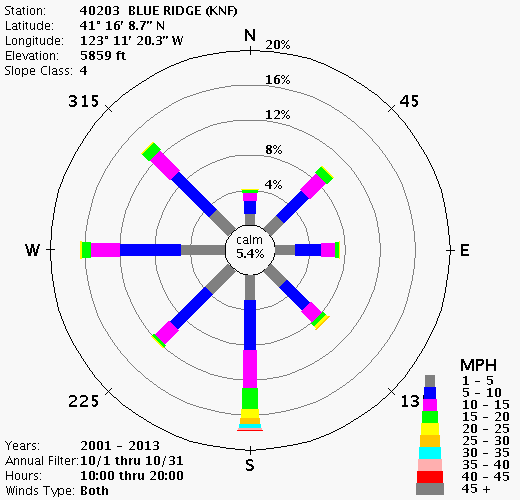 Station: 40203 BLUE RIDGE (KNF)
Latitude: 41° 16' 8.7" N
Longitude: 123° 11' 20.3" W
Elevation: 5859 ft
Slope Class: 4
N
20%
16%
12%
8%
4%
315
45
W
calm
5.4%
E
225
13
S
MPH
1 - 5
5 - 10
10 - 15
15 - 20
20 - 25
25 - 30
30 - 35
35 - 40
40 - 45
45 +
Years: 2001 - 2013
Annual Filter: 10/1 thru 10/31
Hours: 10:00 thru 20:00
Winds Type: Both